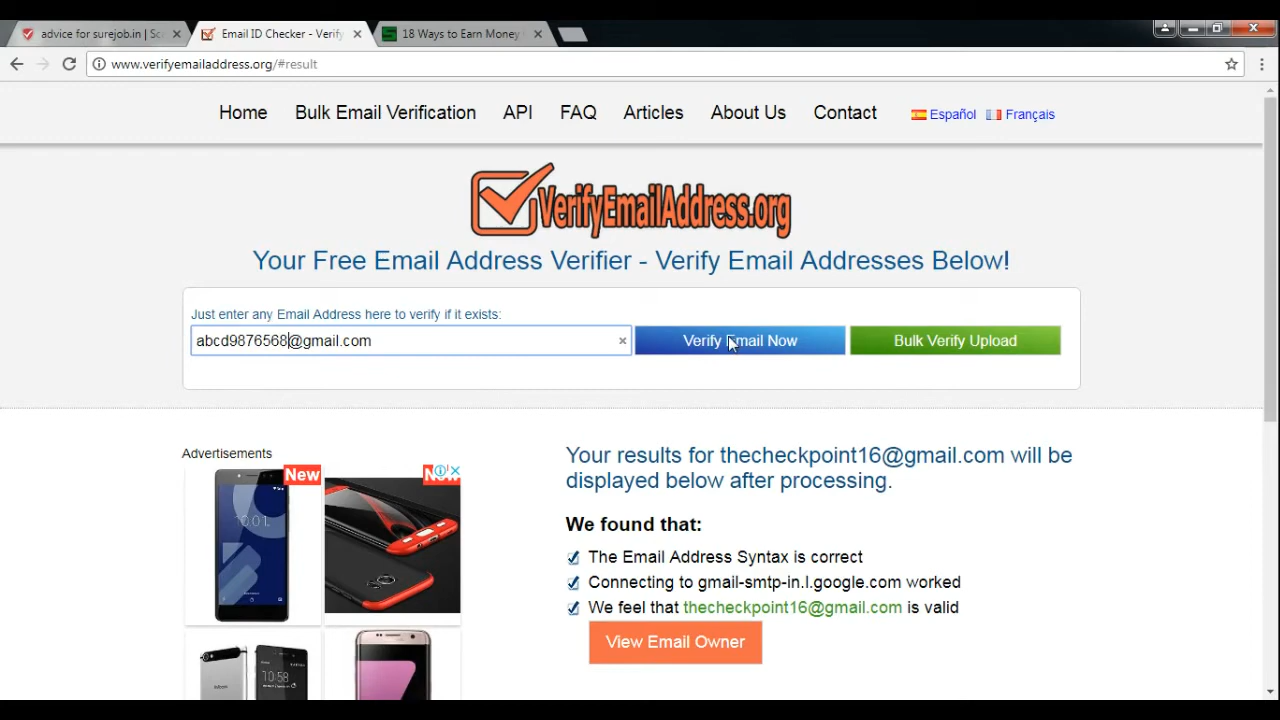 advice for surejob.in | Sc
Email ID Checker - Verify
18 Ways to Earn Money
www.verifyemailaddress.org/#result
Home Bulk Email Verification API FAQ Articles About Us Contact Español Français
VerifyEmailAddress.org
Your Free Email Address Verifier - Verify Email Addresses Below!
Just enter any Email Address here to verify if it exists:
abcd9876568@gmail.com Verify Email Now Bulk Verify Upload
Advertisements
New
10:01
New
10:58
Your results for thecheckpoint16@gmail.com will be
displayed below after processing.
We found that:
The Email Address Syntax is correct
Connecting to gmail-smtp-in.l.google.com worked
We feel that thecheckpoint16@gmail.com is valid
View Email Owner